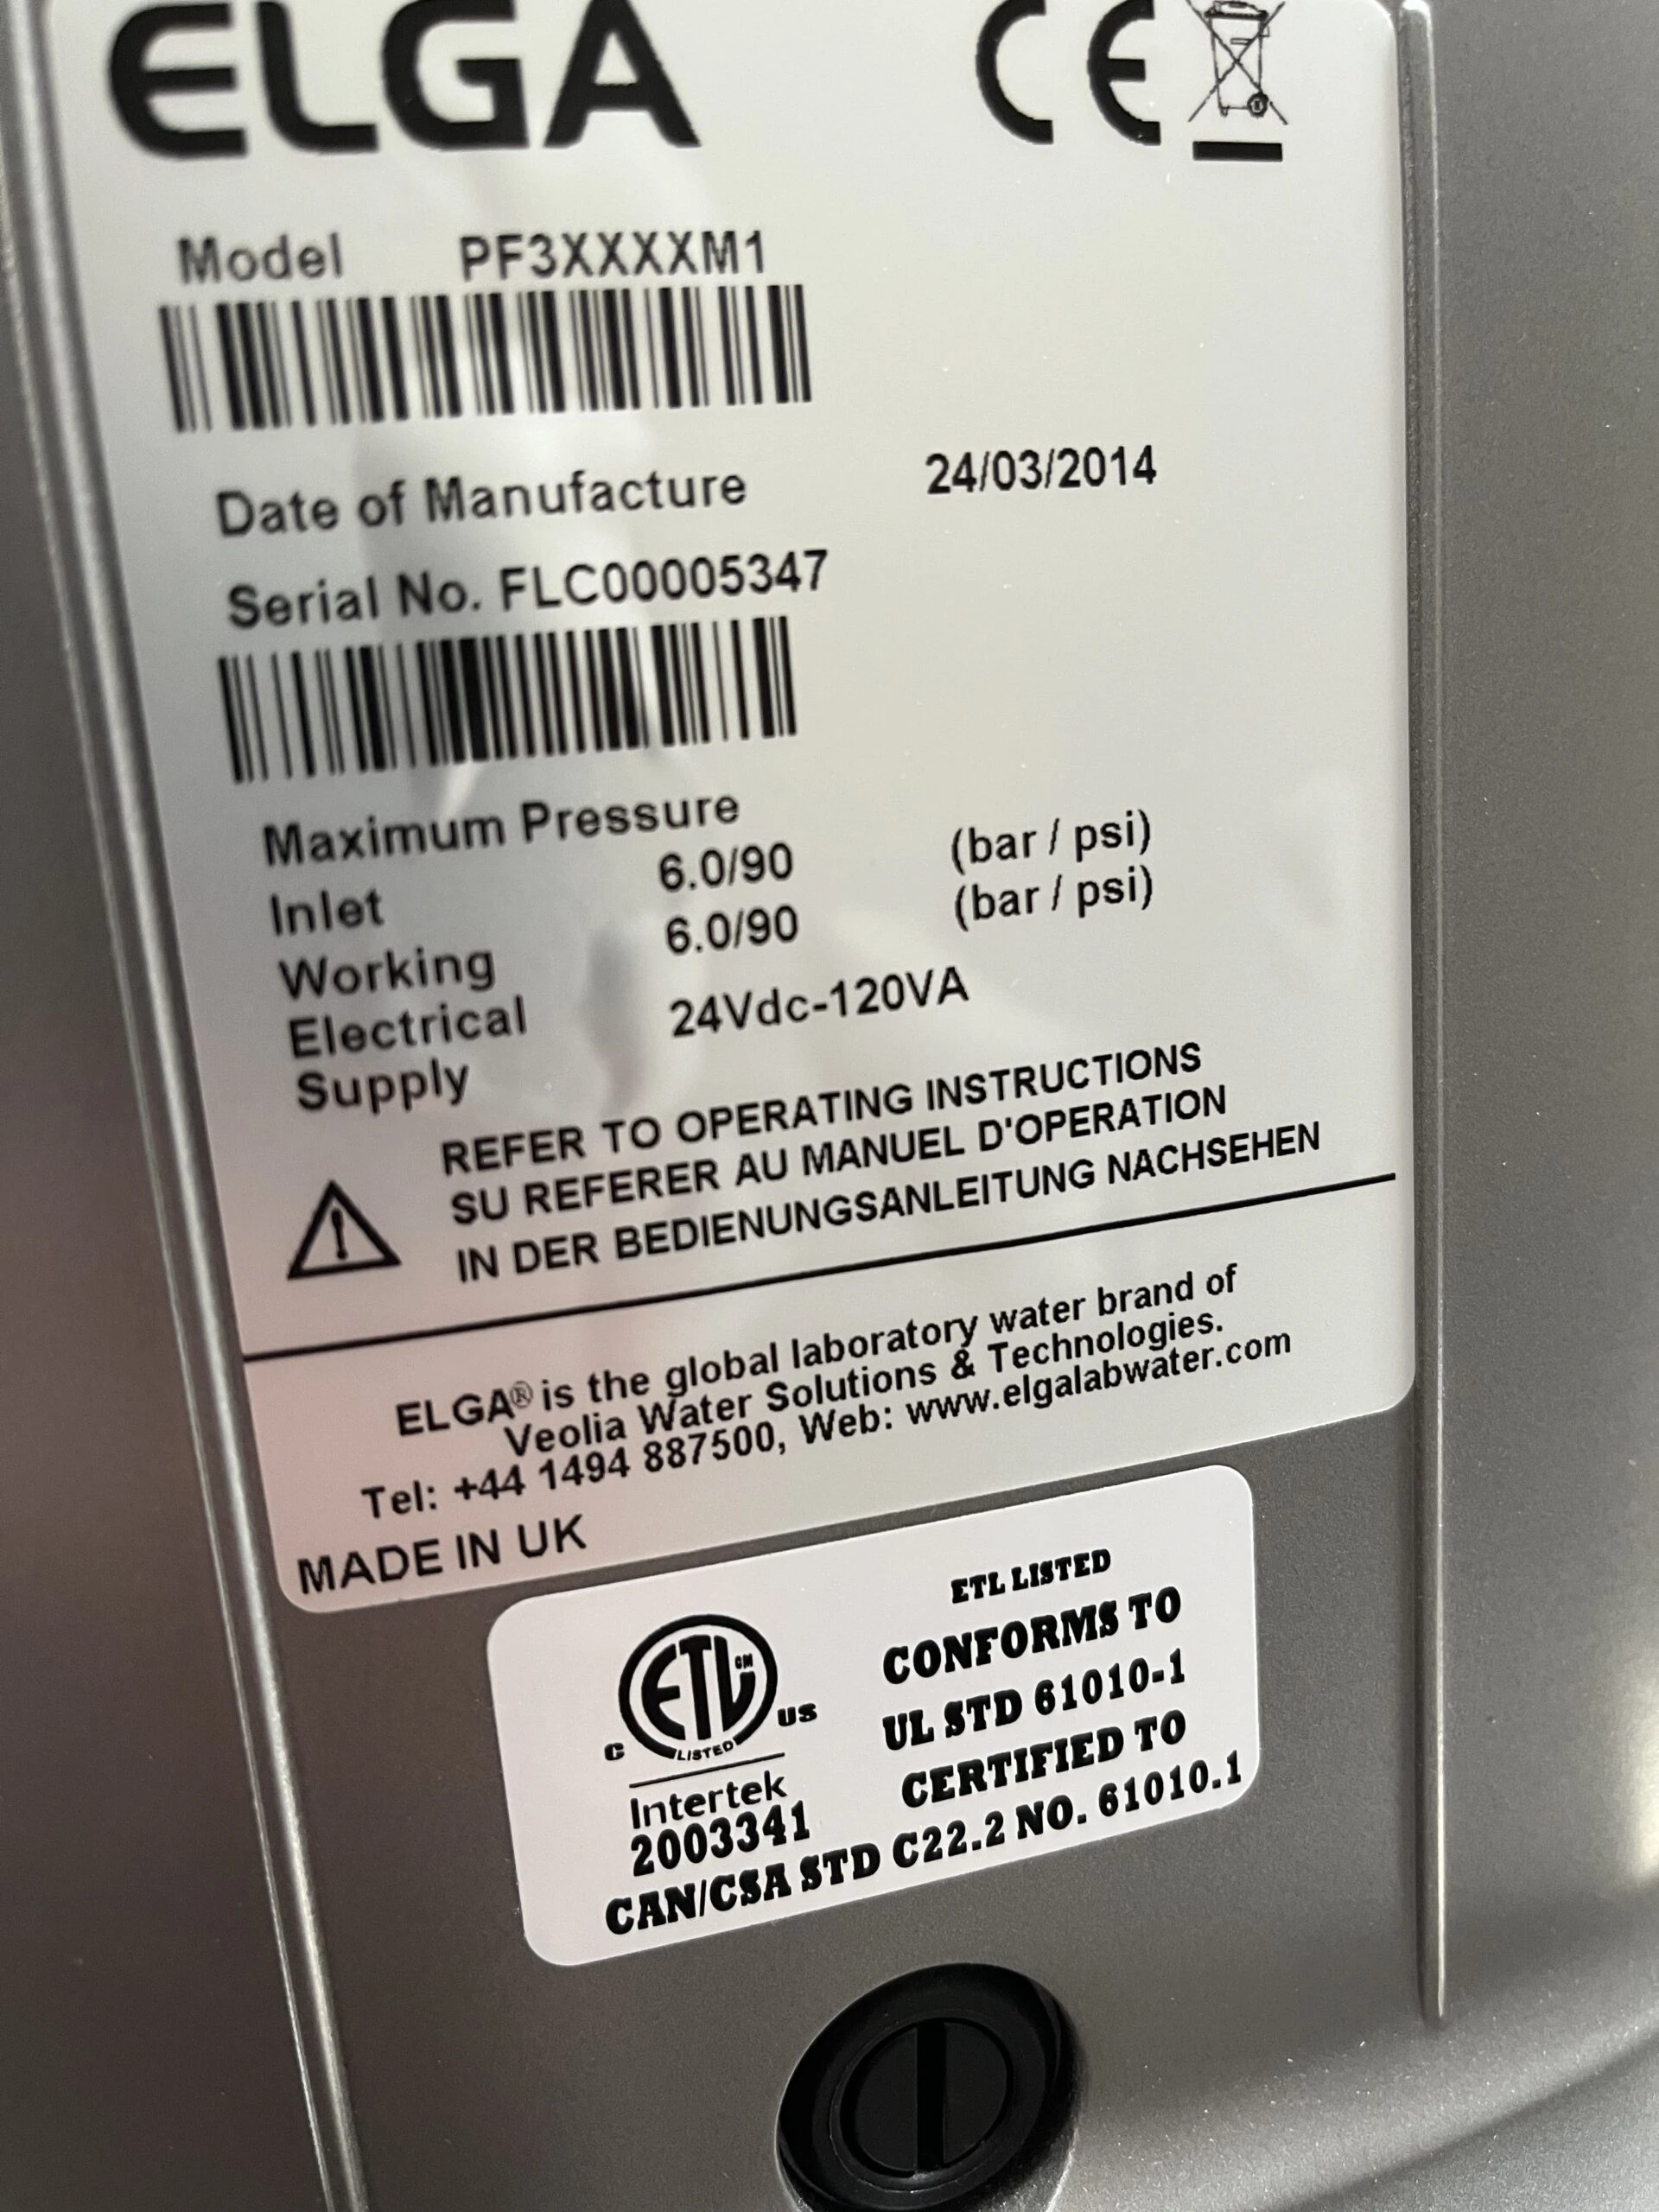 ELGA CE
Model PF3XXXXM1
Date of Manufacture 24/03/2014
Serial No. FLC00005347
Maximum Pressure
Inlet 6.0/90 (bar / psi)
Working 6.0/90 (bar / psi)
Electrical 24Vdc-120VA
Supply
REFER TO OPERATING INSTRUCTIONS
SU REFERER AU MANUEL D'OPERATION
IN DER BEDIENUNGSANLEITUNG NACHSEHEN
ELGA® is the global laboratory water brand of
Veolia Water Solutions & Technologies.
Tel: +44 1494 887500, Web: www.elgalabwater.com
MADE IN UK
ETL LISTED
CONFORMS TO
UL STD 61010-1
CERTIFIED TO
CAN/CSA STD C22.2 NO. 61010.1
ETL CM
C LISTED US
Intertek
2003341